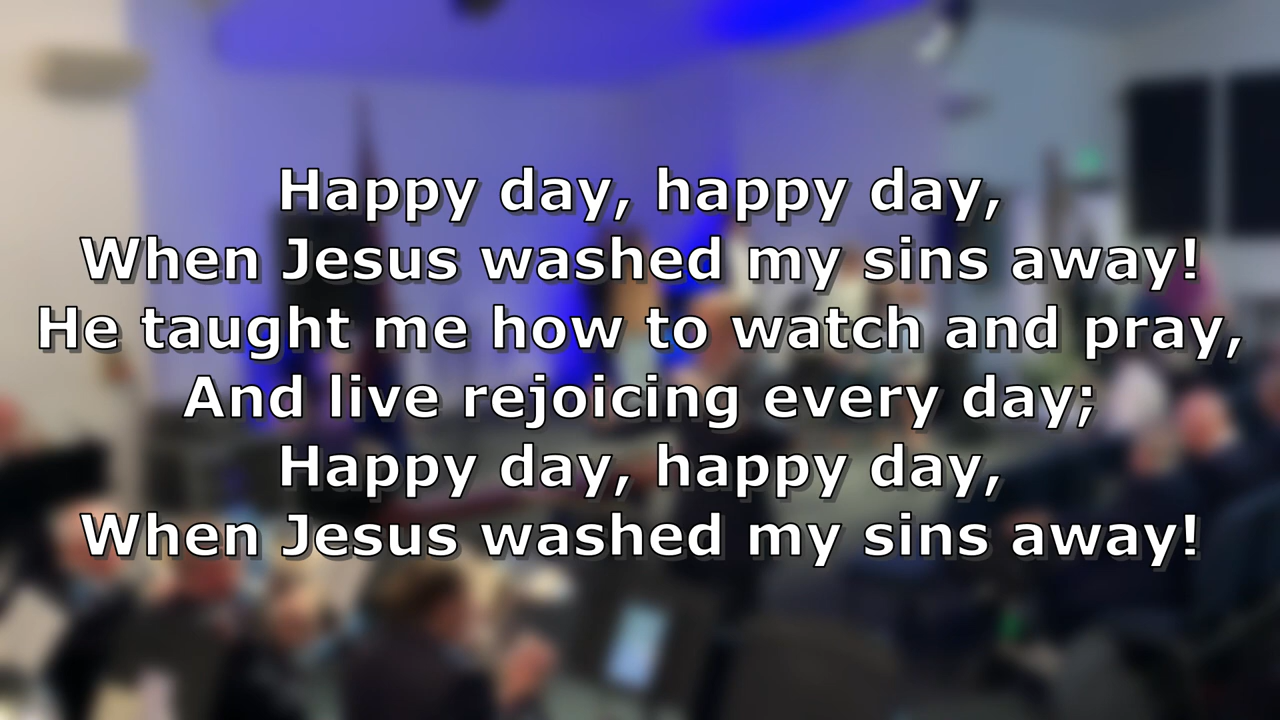 Happy day, happy day,
When Jesus washed my sins away!
He taught me how to watch and pray,
And live rejoicing every day;
Happy day, happy day,
When Jesus washed my sins away!